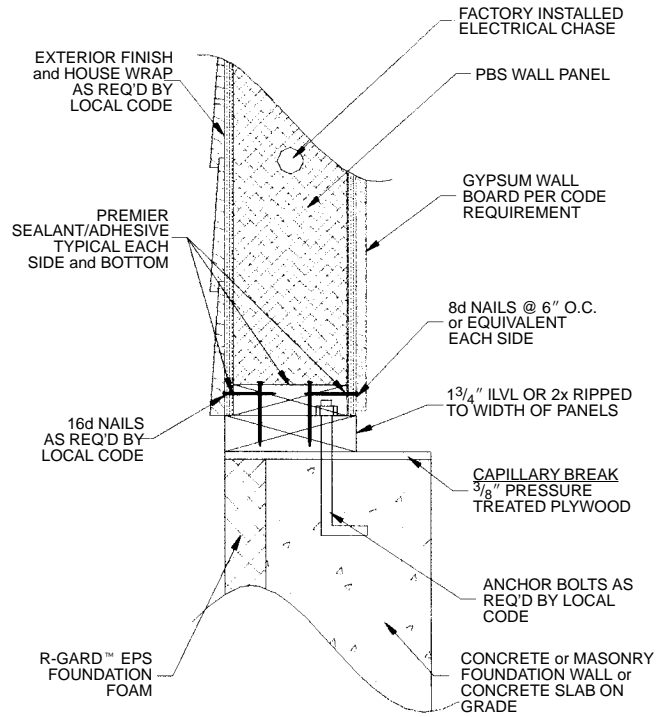 FACTORY INSTALLED
ELECTRICAL CHASE
EXTERIOR FINISH
and HOUSE WRAP
AS REQ'D BY
LOCAL CODE
PBS WALL PANEL
GYPSUM WALL
BOARD PER CODE
REQUIREMENT
PREMIER
SEALANT/ADHESIVE
TYPICAL EACH
SIDE and BOTTOM
8d NAILS @ 6" O.C.
or EQUIVALENT
EACH SIDE
1 3/4" ILVL OR 2x RIPPED
TO WIDTH OF PANELS
16d NAILS
AS REQ'D BY
LOCAL CODE
CAPILLARY BREAK
3/8" PRESSURE
TREATED PLYWOOD
ANCHOR BOLTS AS
REQ'D BY LOCAL
CODE
R-GARD™ EPS
FOUNDATION
FOAM
CONCRETE or MASONRY
FOUNDATION WALL or
CONCRETE SLAB ON
GRADE